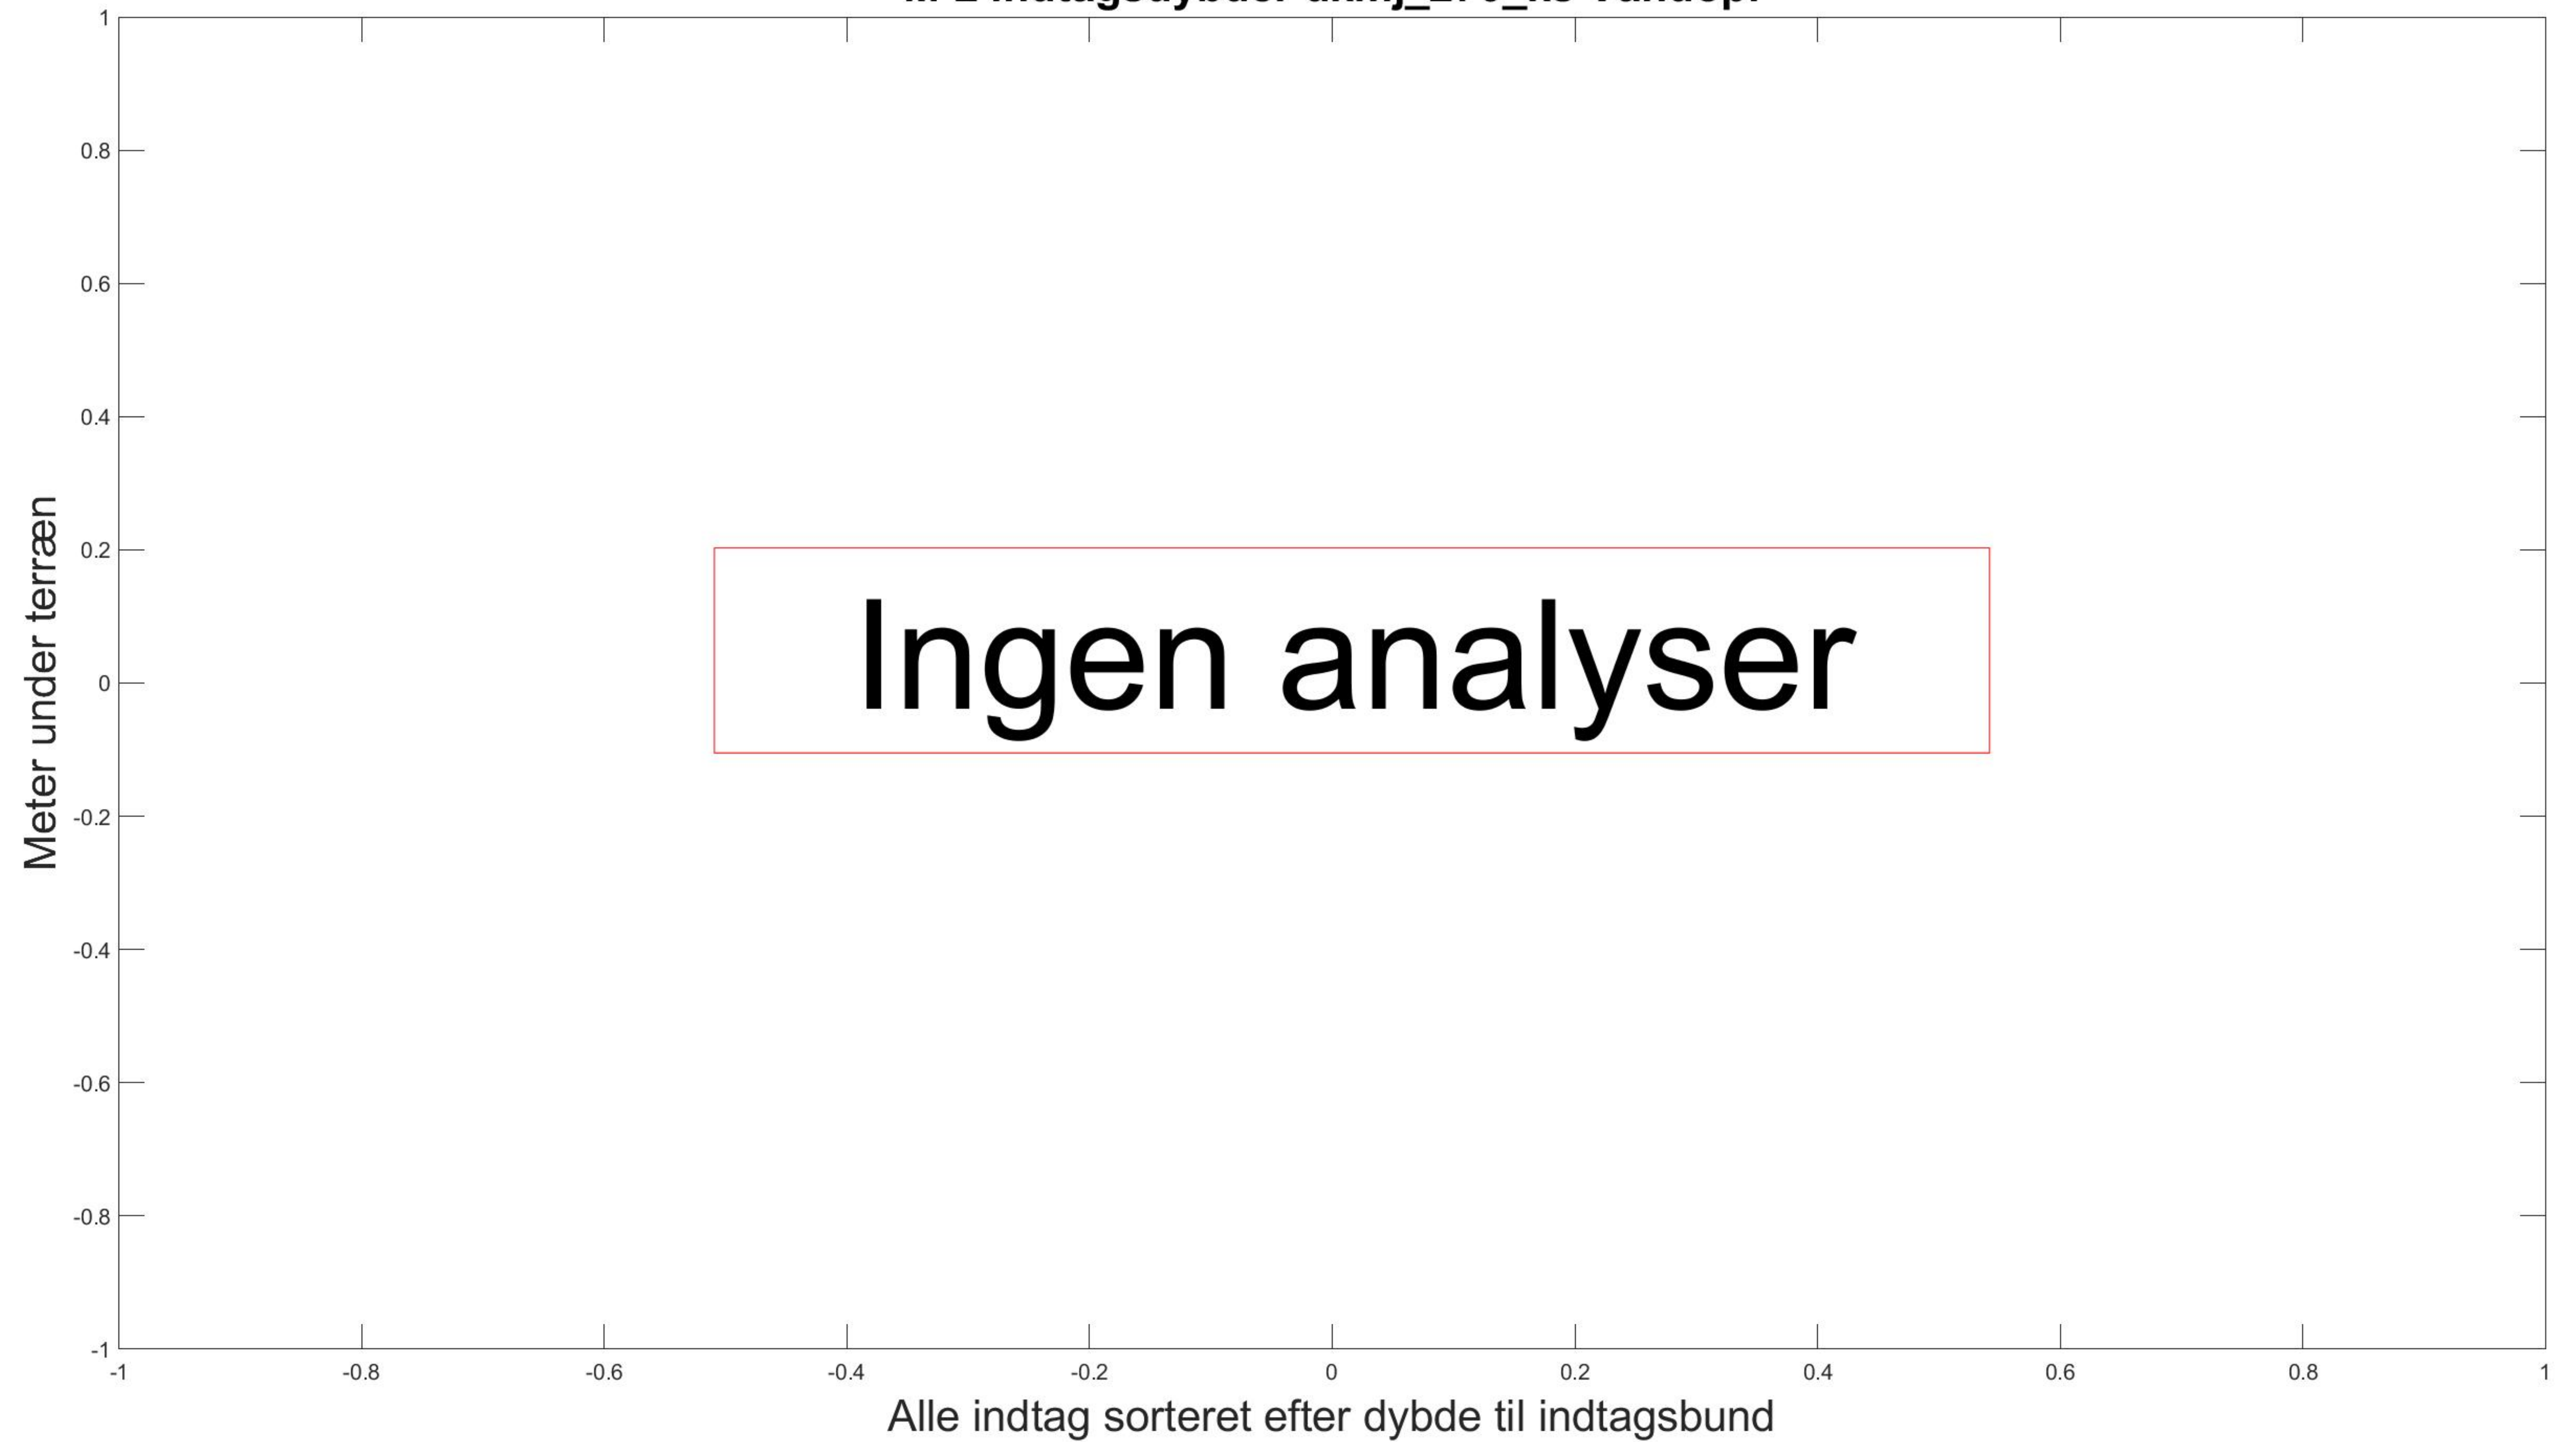 Indtagsdybder
1
0.8
0.6
0.4
0.2
0
-0.2
-0.4
-0.6
-0.8
-1
Meter under terræn
Ingen analyser
-1 -0.8 -0.6 -0.4 -0.2 0 0.2 0.4 0.6 0.8 1
Alle indtag sorteret efter dybde til indtagsbund